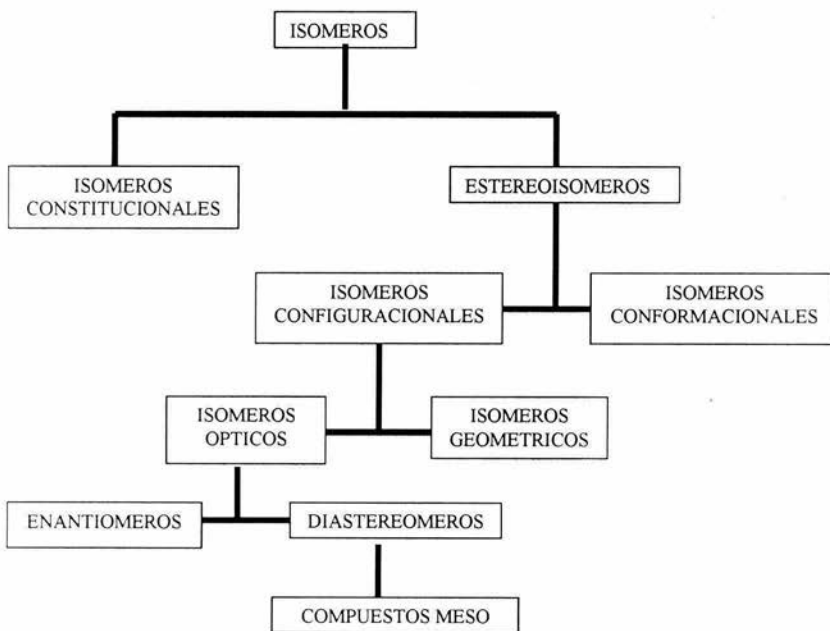 ISOMEROS
ISOMEROS
CONSTITUCIONALES
ESTEREOISOMEROS
ISOMEROS
CONFIGURACIONALES
ISOMEROS
CONFORMACIONALES
ISOMEROS
OPTICOS
ISOMEROS
GEOMETRICOS
ENANTIOMEROS
DIASTEREOMEROS
COMPUESTOS MESO